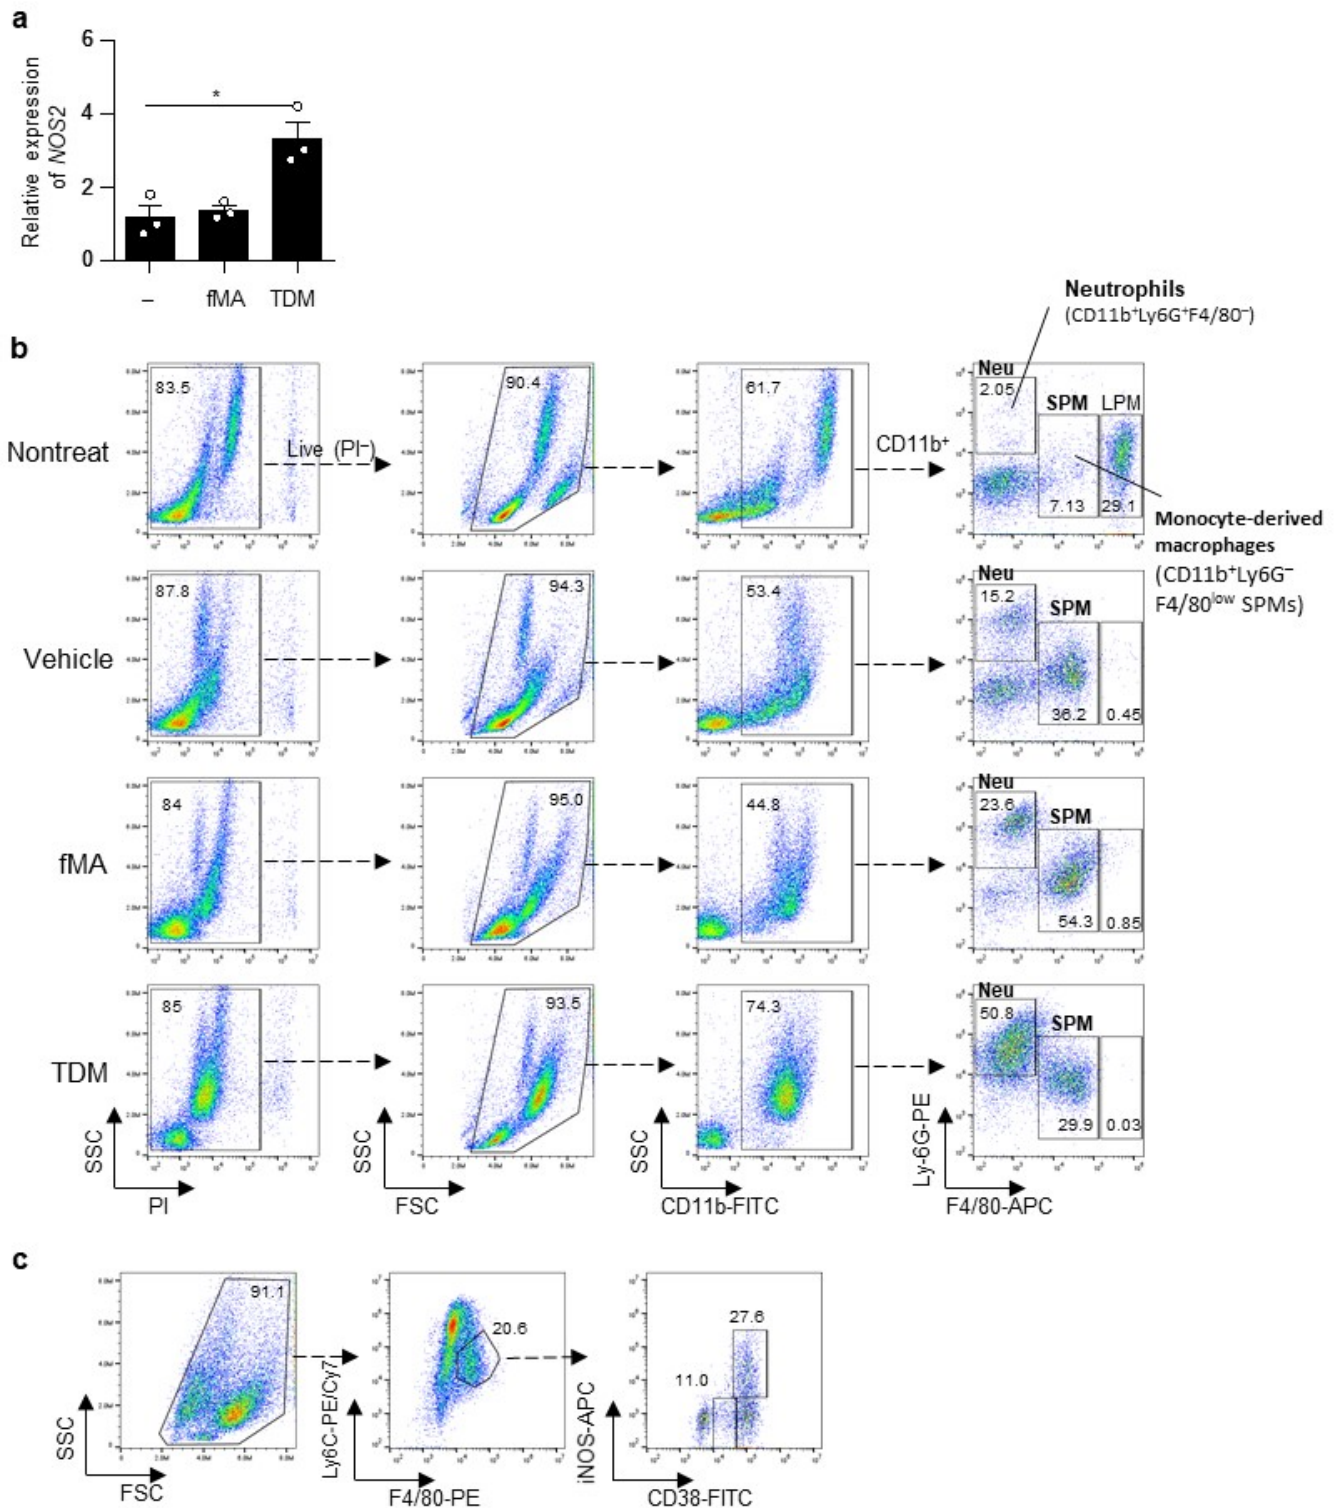 a
Relative expression
of NOS2
6
4
2
0
*
–
fMA
TDM
b
Neutrophils
(CD11b⁺Ly6G⁺F4/80⁻)
Nontreat
83.5
Live (PI⁻)
90.4
61.7
CD11b⁺
Neu
2.05
SPM
LPM
7.13
29.1
Monocyte-derived
macrophages
(CD11b⁺Ly6G⁻
F4/80ˡᵒʷ SPMs)
Vehicle
87.8
94.3
53.4
Neu
15.2
SPM
36.2
0.45
fMA
84
95.0
44.8
Neu
23.6
SPM
54.3
0.85
TDM
85
93.5
74.3
Neu
50.8
SPM
29.9
0.03
SSC
PI
SSC
FSC
SSC
CD11b-FITC
Ly-6G-PE
F4/80-APC
c
91.1
SSC
FSC
20.6
Ly6C-PE/Cy7
F4/80-PE
27.6
11.0
iNOS-APC
CD38-FITC